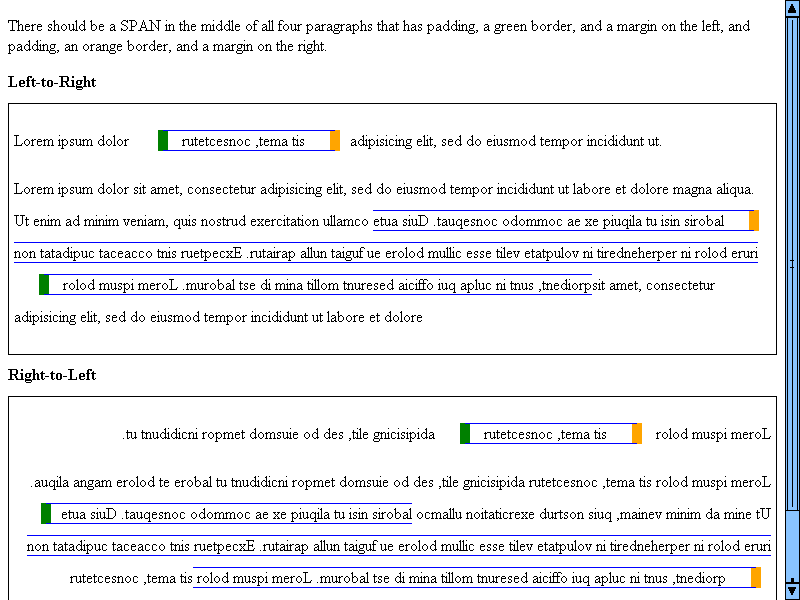 There should be a SPAN in the middle of all four paragraphs that has padding, a green border, and a margin on the left, and
padding, an orange border, and a margin on the right.
Left-to-Right
Lorem ipsum dolor rutetcesnoc ,tema tis adipisicing elit, sed do eiusmod tempor incididunt ut.
Lorem ipsum dolor sit amet, consectetur adipisicing elit, sed do eiusmod tempor incididunt ut labore et dolore magna aliqua.
Ut enim ad minim veniam, quis nostrud exercitation ullamco etua siuD .tauqesnoc odommoc ae xe piuqila tu isin sirobal
non tatadipuc taceacco tnis ruetpecxE .rutairap allun taiguf ue erolod mullic esse tilev etatpulov ni tiredneherper ni rolod eruri
rolod muspi meroL .murobal tse di mina tillom tnuresed aiciffo iuq apluc ni tnus ,tnediorpsit amet, consectetur
adipisicing elit, sed do eiusmod tempor incididunt ut labore et dolore
Right-to-Left
.tu tnudidicni ropmet domsuie od des ,tile gnicisipida rutetcesnoc ,tema tis rolod muspi meroL
.auqila angam erolod te erobal tu tnudidicni ropmet domsuie od des ,tile gnicisipida rutetcesnoc ,tema tis rolod muspi meroL
etua siuD .tauqesnoc odommoc ae xe piuqila tu isin sirobal ocmallu noitaticrexe durtson siuq ,mainev minim da mine tU
non tatadipuc taceacco tnis ruetpecxE .rutairap allun taiguf ue erolod mullic esse tilev etatpulov ni tiredneherper ni rolod eruri
rutetcesnoc ,tema tis rolod muspi meroL .murobal tse di mina tillom tnuresed aiciffo iuq apluc ni tnus ,tnediorp